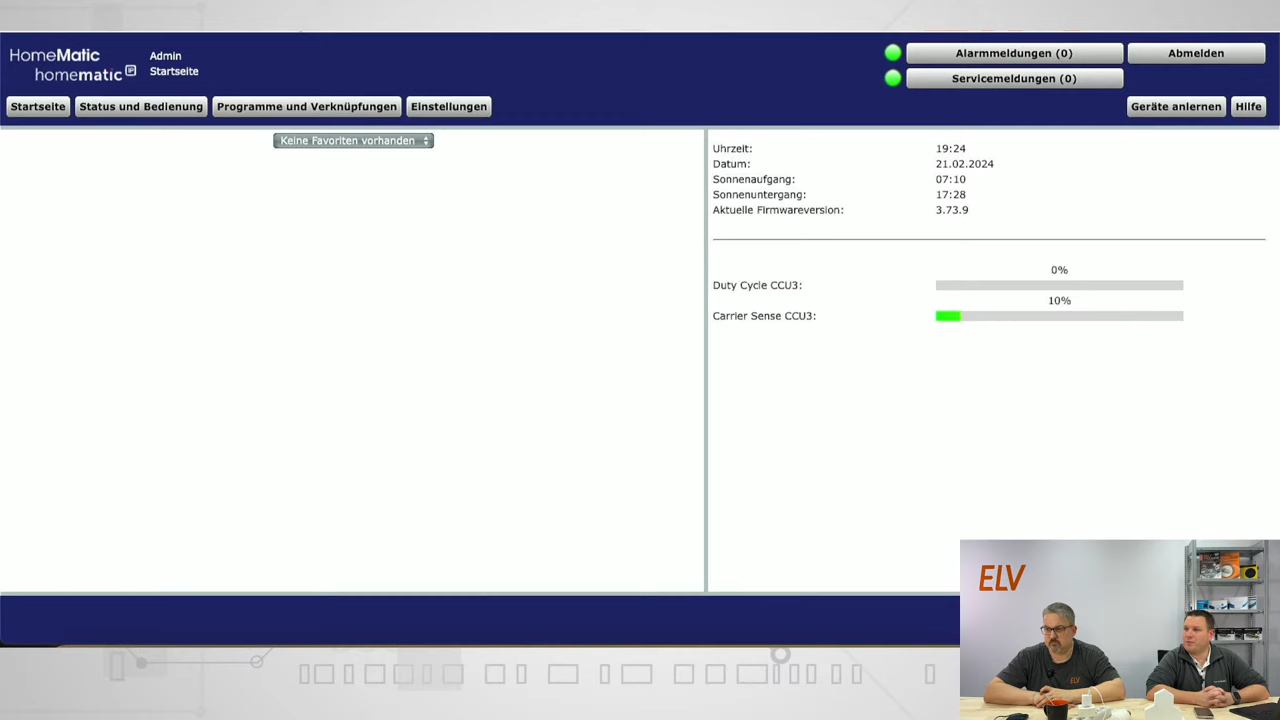 HomeMatic
homematic IP
Admin
Startseite
Alarmmeldungen (0)
Abmelden
Servicemeldungen (0)
Startseite
Status und Bedienung
Programme und Verknüpfungen
Einstellungen
Geräte anlernen
Hilfe
Keine Favoriten vorhanden
Uhrzeit: 19:24
Datum: 21.02.2024
Sonnenaufgang: 07:10
Sonnenuntergang: 17:28
Aktuelle Firmwareversion: 3.73.9
0%
Duty Cycle CCU3:
10%
Carrier Sense CCU3:
ELV
ELV